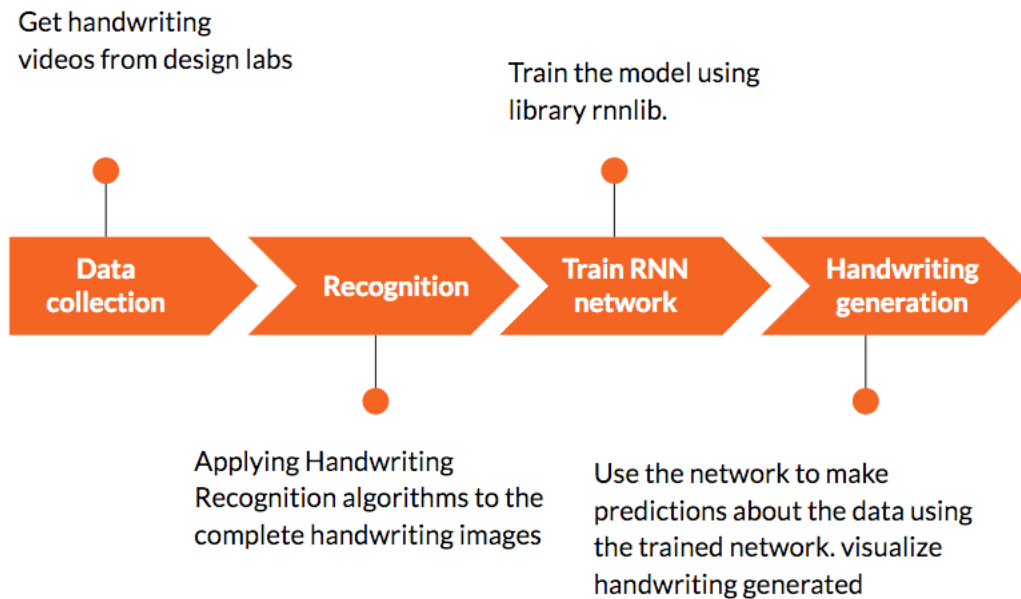 Get handwriting
videos from design labs
Train the model using
library rnnlib.
Data
collection
Recognition
Train RNN
network
Handwriting
generation
Applying Handwriting
Recognition algorithms to the
complete handwriting images
Use the network to make
predictions about the data using
the trained network. visualize
handwriting generated